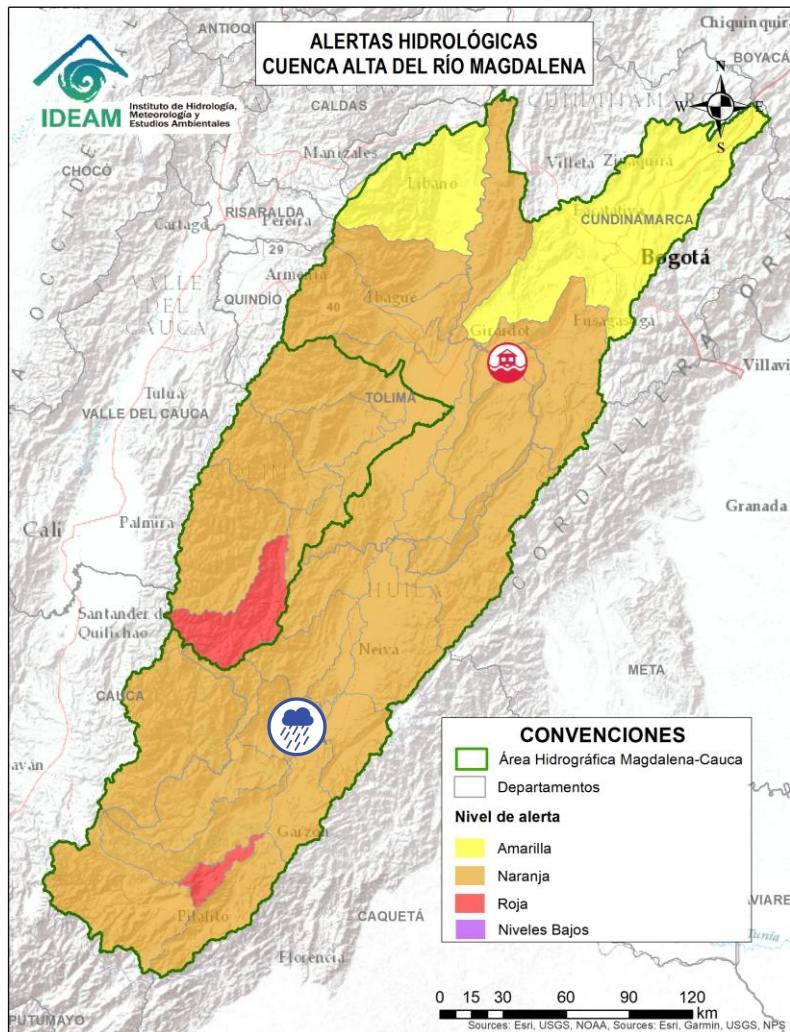 ALERTAS HIDROLÓGICAS
CUENCA ALTA DEL RÍO MAGDALENA
IDEAM
Instituto de Hidrología,
Meteorología y
Estudios Ambientales
N
W
E
S
Chiquinquirá
BOYACÁ
CALDAS
Manizales
CHOCÓ
Líbano
Villeta
RISARALDA
Pereira
CUNDINAMARCA
Cartago
Bogotá
29
Armenia
QUINDÍO
40
Ibagué
Girardot
Fusagasugá
VALLE
DEL
CAUCA
Villavi
Tuluá
TOLIMA
VALLE DEL CAUCA
CORDILLERA
Granada
Palmira
Cali
HUILA
Santander de
Quilichao
Neiva
META
CAUCA
Garzón
Pitalito
CAQUETÁ
Florencia
PUTUMAYO
VIARE
Tunía
CONVENCIONES
Área Hidrográfica Magdalena-Cauca
Departamentos
Nivel de alerta
Amarilla
Naranja
Roja
Niveles Bajos
0 15 30 60 90 120
km
Sources: Esri, USGS, NOAA, Sources: Esri, Garmin, USGS, NPS